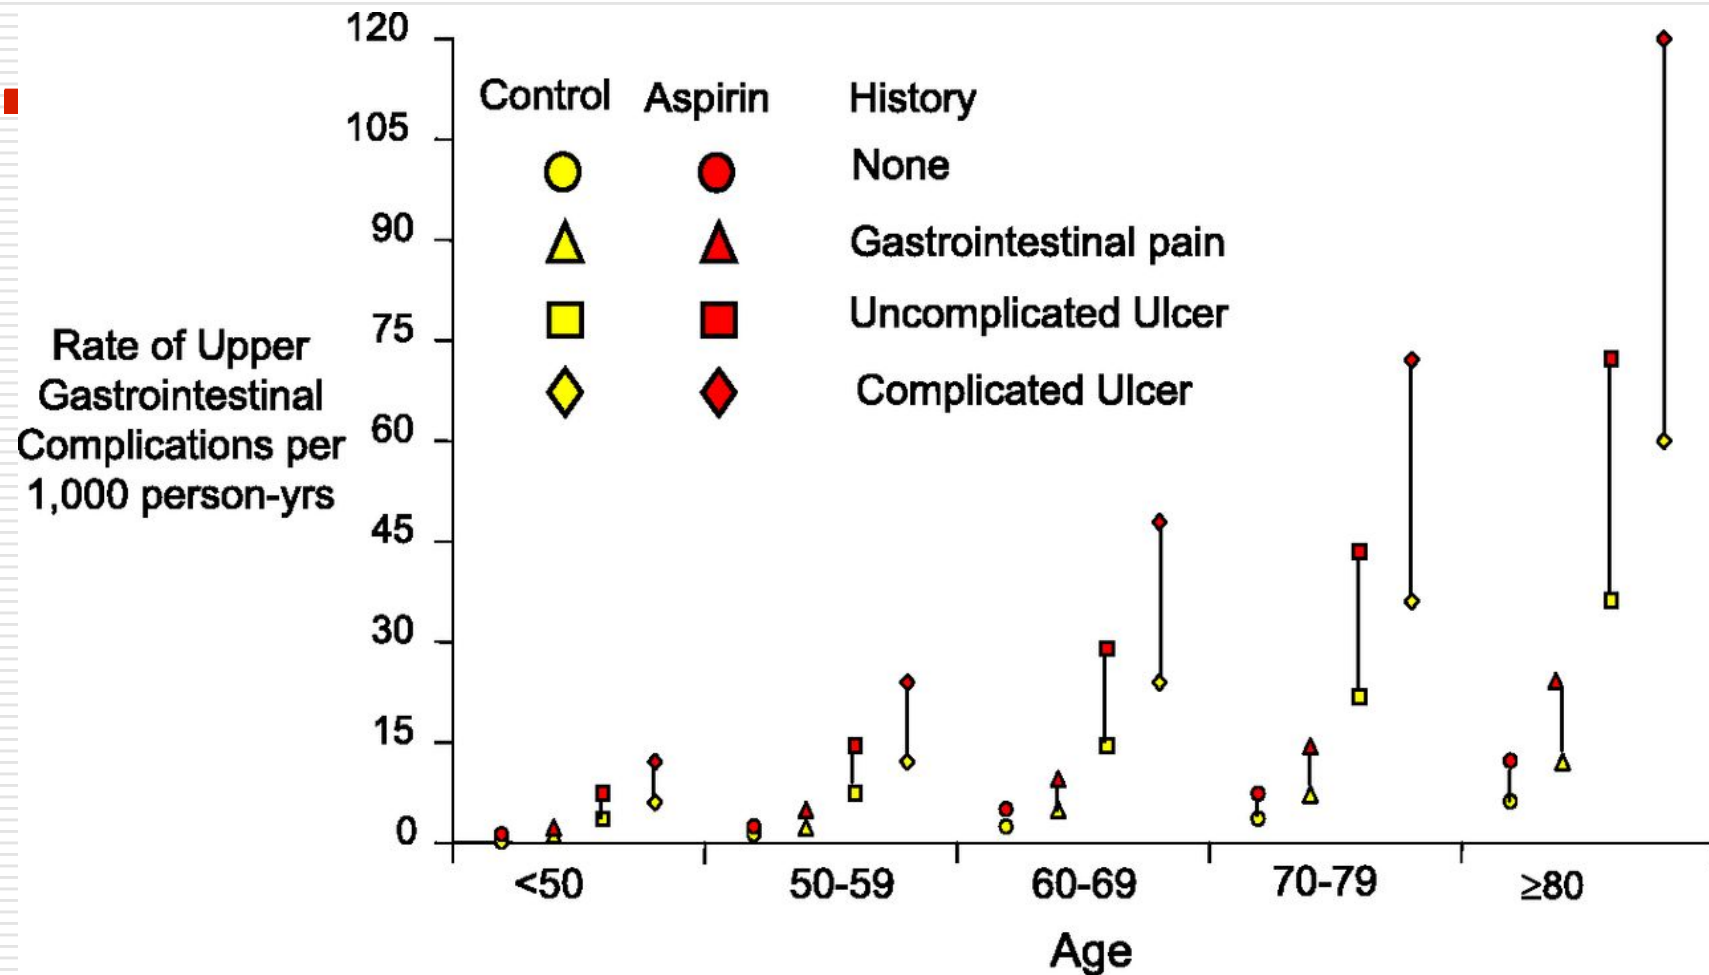 120
105
90
75
60
45
30
15
0
Control Aspirin History
None
Gastrointestinal pain
Uncomplicated Ulcer
Complicated Ulcer
Rate of Upper
Gastrointestinal
Complications per
1,000 person-yrs
<50 50-59 60-69 70-79 ≥80
Age